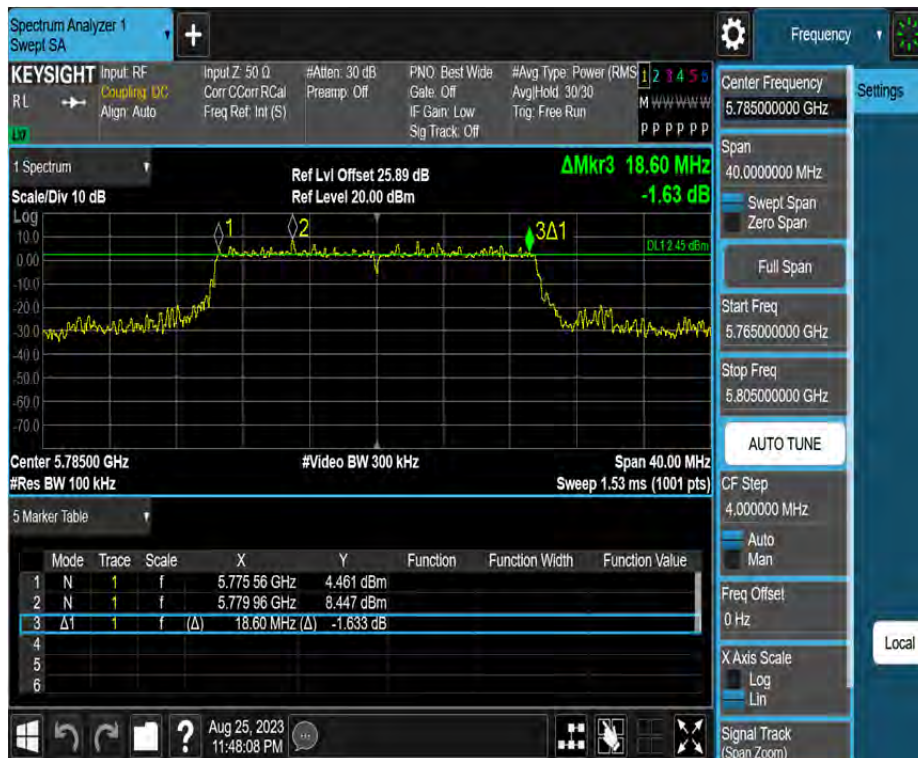 Spectrum Analyzer 1
Swept SA
+
Frequency
KEYSIGHT
RL
LXI
Input: RF
Coupling: DC
Align: Auto
Input Z: 50 Ω
Corr CCorr RCal
Freq Ref: Int (S)
#Atten: 30 dB
Preamp: Off
PNO: Best Wide
Gate: Off
IF Gain: Low
Sig Track: Off
#Avg Type: Power (RMS
Avg|Hold: 30/30
Trig: Free Run
1 2 3 4 5 6
M W W W W W
P P P P P P
1 Spectrum
Scale/Div 10 dB
Ref Lvl Offset 25.89 dB
Ref Level 20.00 dBm
ΔMkr3 18.60 MHz
-1.63 dB
Log
10.0
0.00
-10.0
-20.0
-30.0
-40.0
-50.0
-60.0
-70.0
1
2
3Δ1
DL1 2.45 dBm
Center 5.78500 GHz
#Res BW 100 kHz
#Video BW 300 kHz
Span 40.00 MHz
Sweep 1.53 ms (1001 pts)
5 Marker Table
Mode Trace Scale X Y Function Function Width Function Value
1 N 1 f 5.775 56 GHz 4.461 dBm
2 N 1 f 5.779 96 GHz 8.447 dBm
3 Δ1 1 f (Δ) 18.60 MHz (Δ) -1.633 dB
4
5
6
?
Aug 25, 2023
11:48:08 PM
Center Frequency
5.785000000 GHz
Span
40.0000000 MHz
Swept Span
Zero Span
Full Span
Start Freq
5.765000000 GHz
Stop Freq
5.805000000 GHz
AUTO TUNE
CF Step
4.000000 MHz
Auto
Man
Freq Offset
0 Hz
X Axis Scale
Log
Lin
Signal Track
(Span Zoom)
Settings
Local